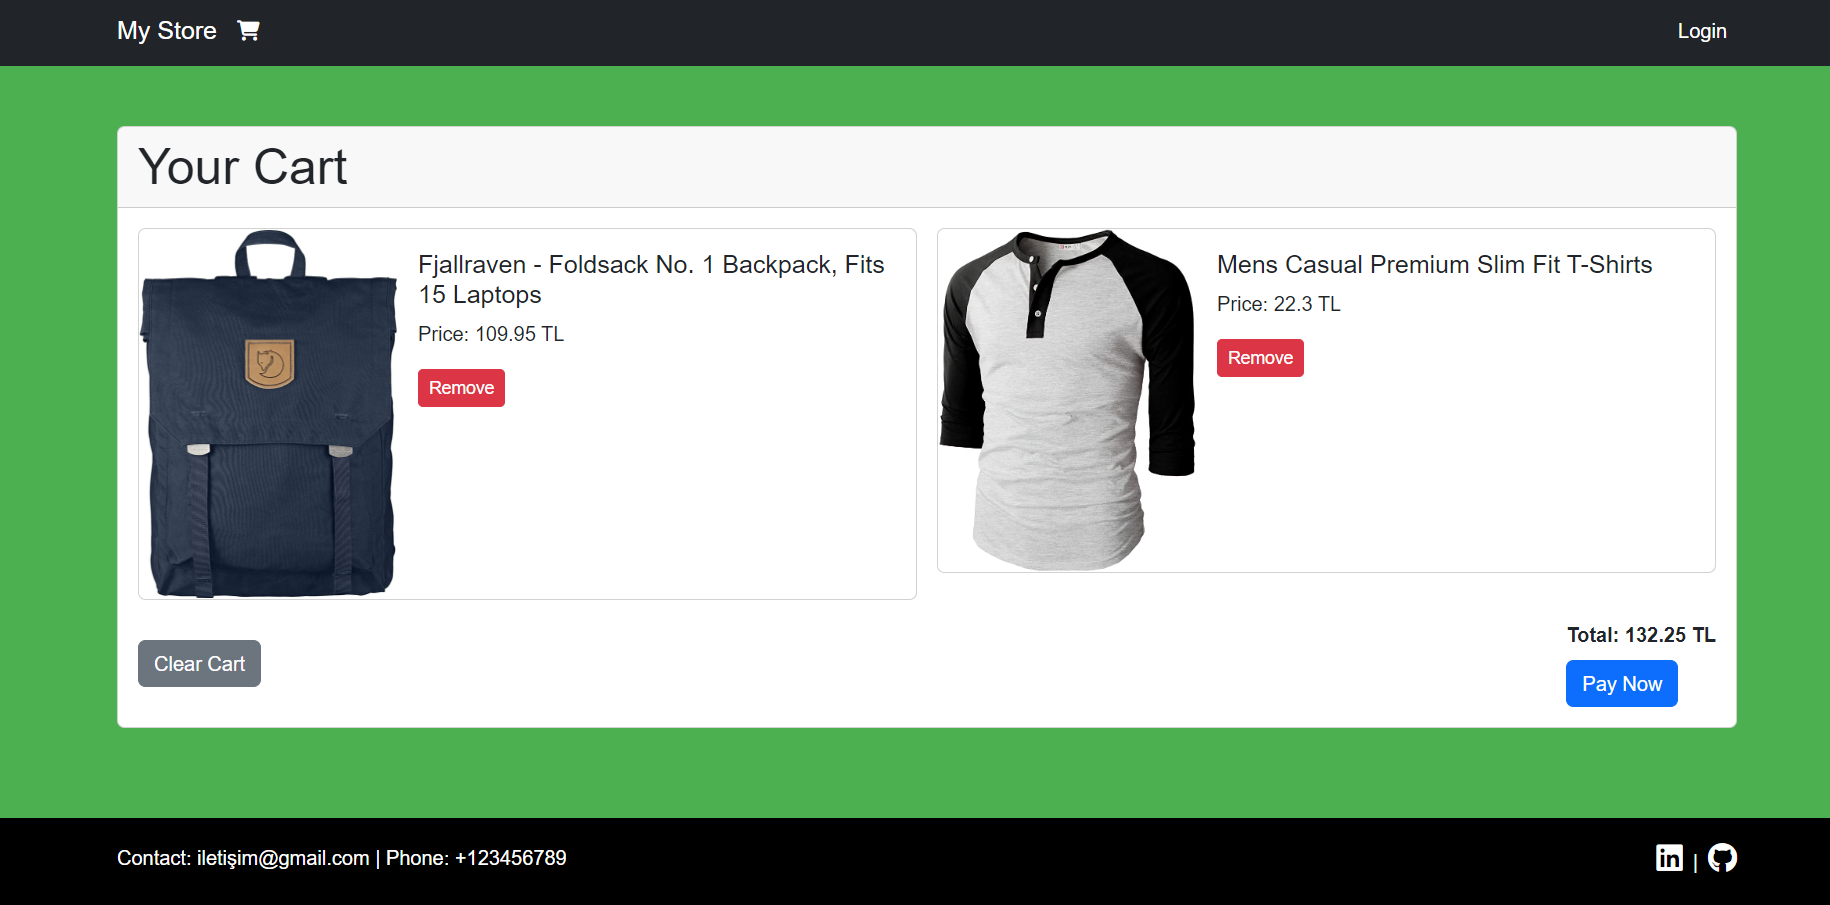 My Store
Login
Your Cart
Fjallraven - Foldsack No. 1 Backpack, Fits
15 Laptops
Price: 109.95 TL
Remove
Mens Casual Premium Slim Fit T-Shirts
Price: 22.3 TL
Remove
Clear Cart
Total: 132.25 TL
Pay Now
Contact: iletişim@gmail.com | Phone: +123456789
in |